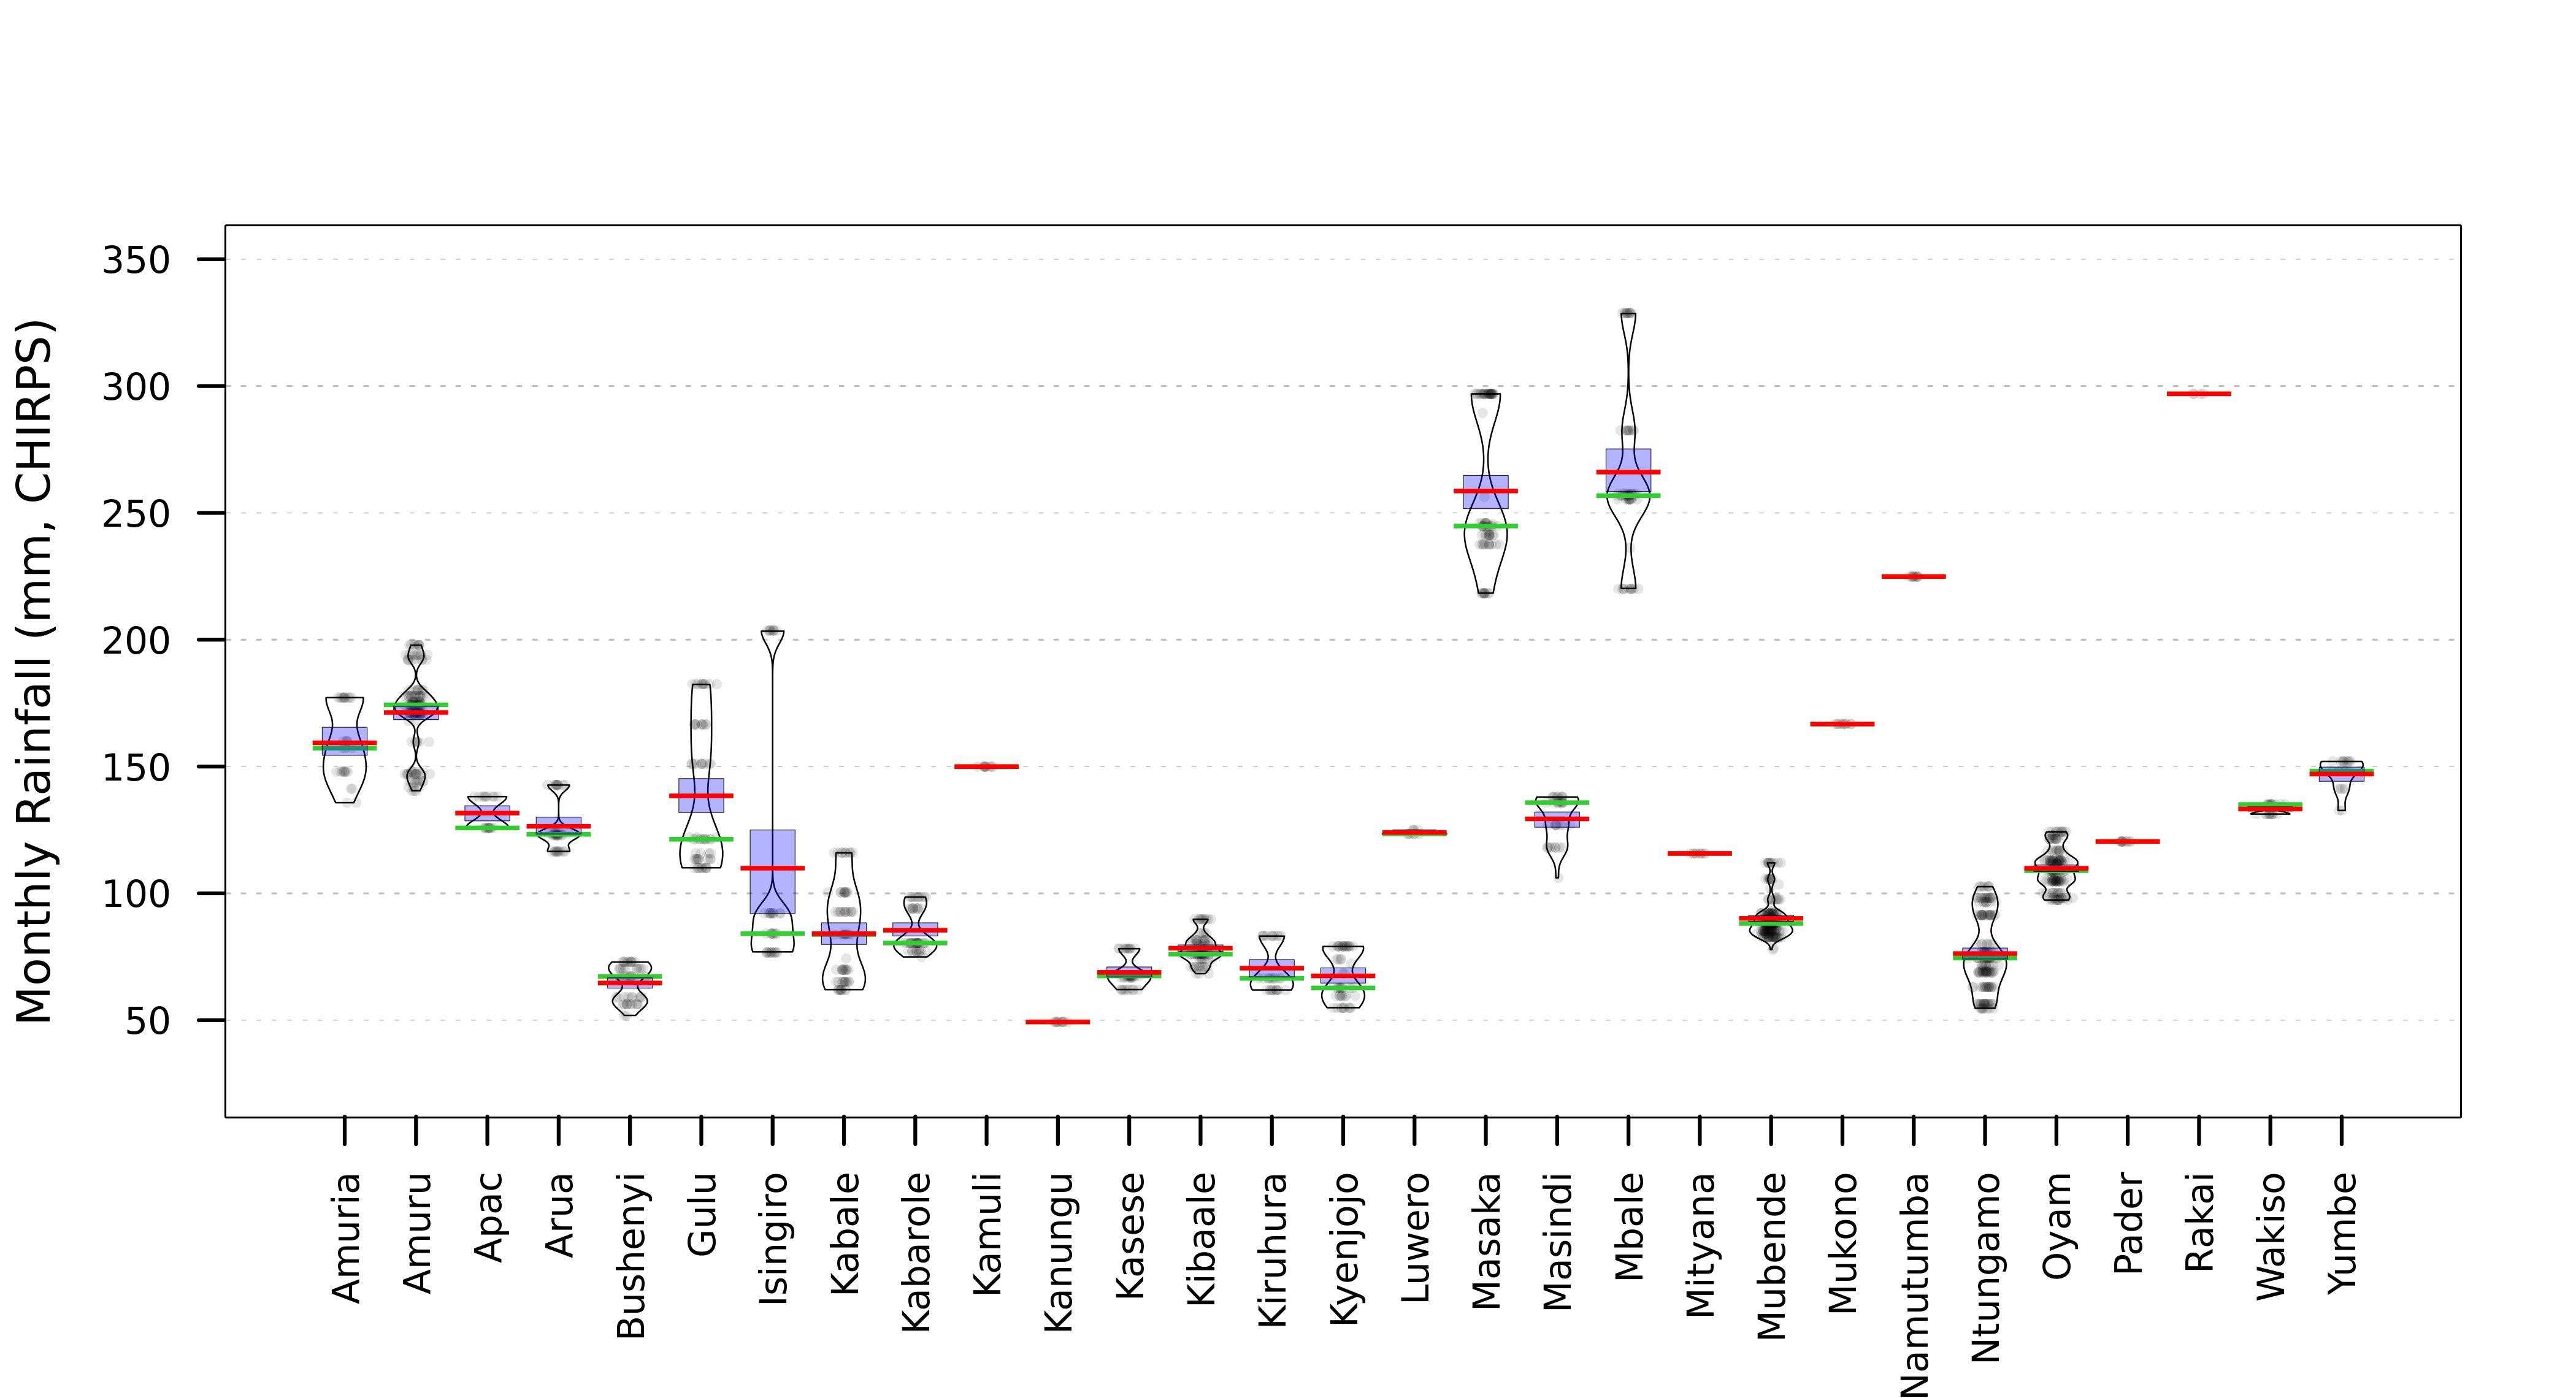 Monthly Rainfall (mm, CHIRPS)
350
300
250
200
150
100
50
Amuria
Amuru
Apac
Arua
Bushenyi
Gulu
Isingiro
Kabale
Kabarole
Kamuli
Kanungu
Kasese
Kibaale
Kiruhura
Kyenjojo
Luwero
Masaka
Masindi
Mbale
Mityana
Mubende
Mukono
Namutumba
Ntungamo
Oyam
Pader
Rakai
Wakiso
Yumbe